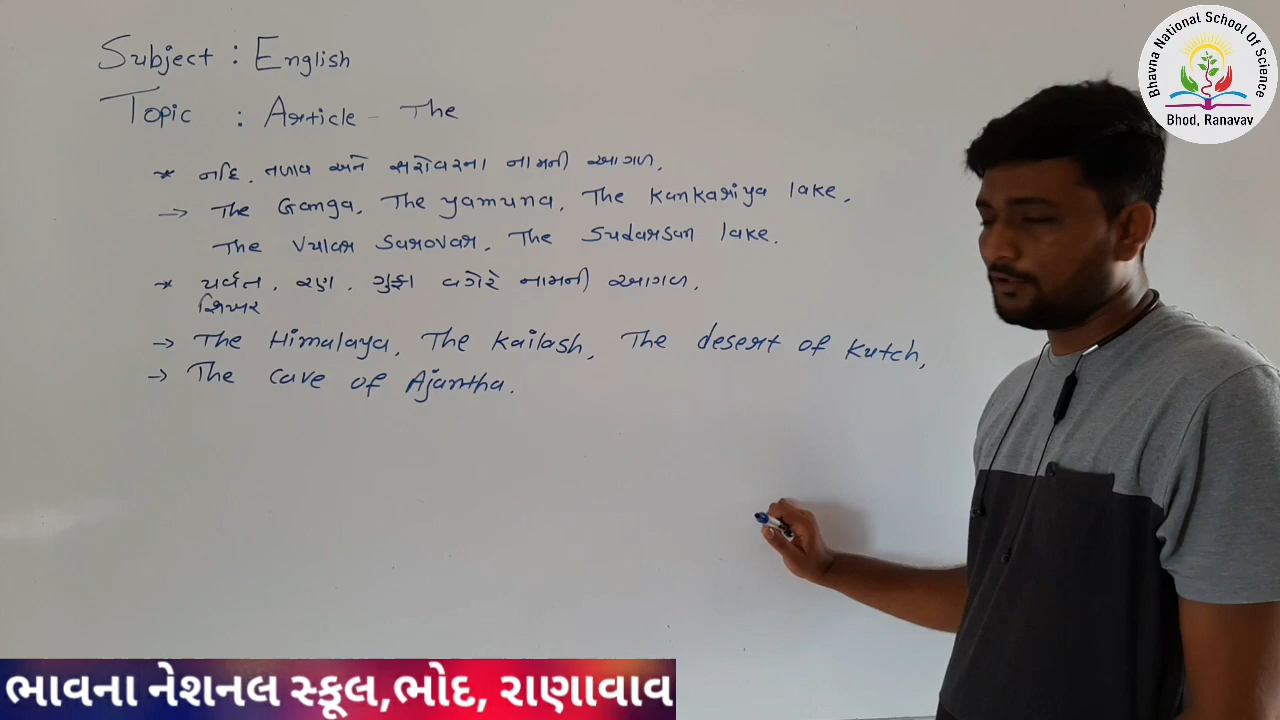 Subject : English
Topic : Article - The
* નદિ, તળાવ અને સરોવરના નામની આગળ.
→ The Ganga, The yamuna, The kankariya lake,
The Vular Sarovar, The Sudarsan lake.
* પર્વત, રણ, ગુફા વગેરે નામની આગળ.
શિખર
→ The Himalaya, The kailash, The desert of kutch,
→ The cave of Ajantha.
Bhavna National School Of Science
Bhod, Ranavav
ભાવના નેશનલ સ્કૂલ,ભોદ, રાણાવાવ